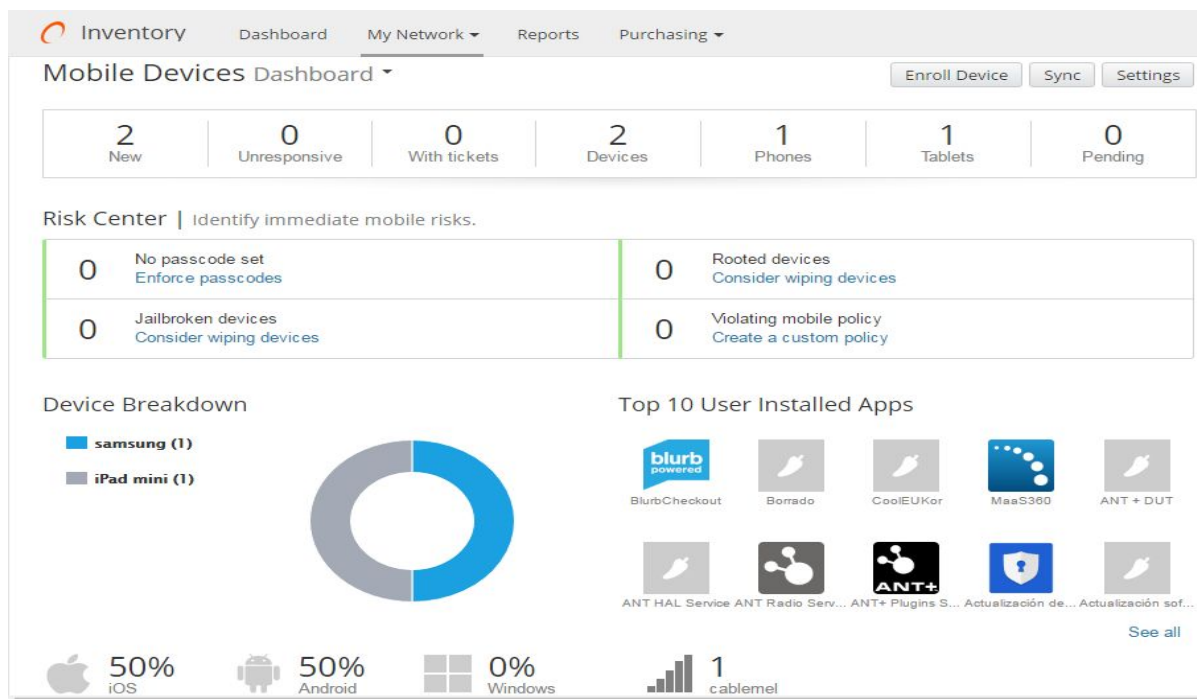 Inventory Dashboard My Network Reports Purchasing
Mobile Devices Dashboard
Enroll Device Sync Settings
2 0 0 2 1 1 0
New Unresponsive With tickets Devices Phones Tablets Pending
Risk Center | Identify immediate mobile risks.
0 No passcode set
Enforce passcodes
0 Rooted devices
Consider wiping devices
0 Jailbroken devices
Consider wiping devices
0 Violating mobile policy
Create a custom policy
Device Breakdown
samsung (1)
iPad mini (1)
Top 10 User Installed Apps
blurb
powered
BlurbCheckout Borrado CoolEUKor MaaS360 ANT + DUT
ANT+
ANT HAL Service ANT Radio Serv... ANT+ Plugins S... Actualización de... Actualización sof...
See all
50% 50% 0% 1
iOS Android Windows cablemel